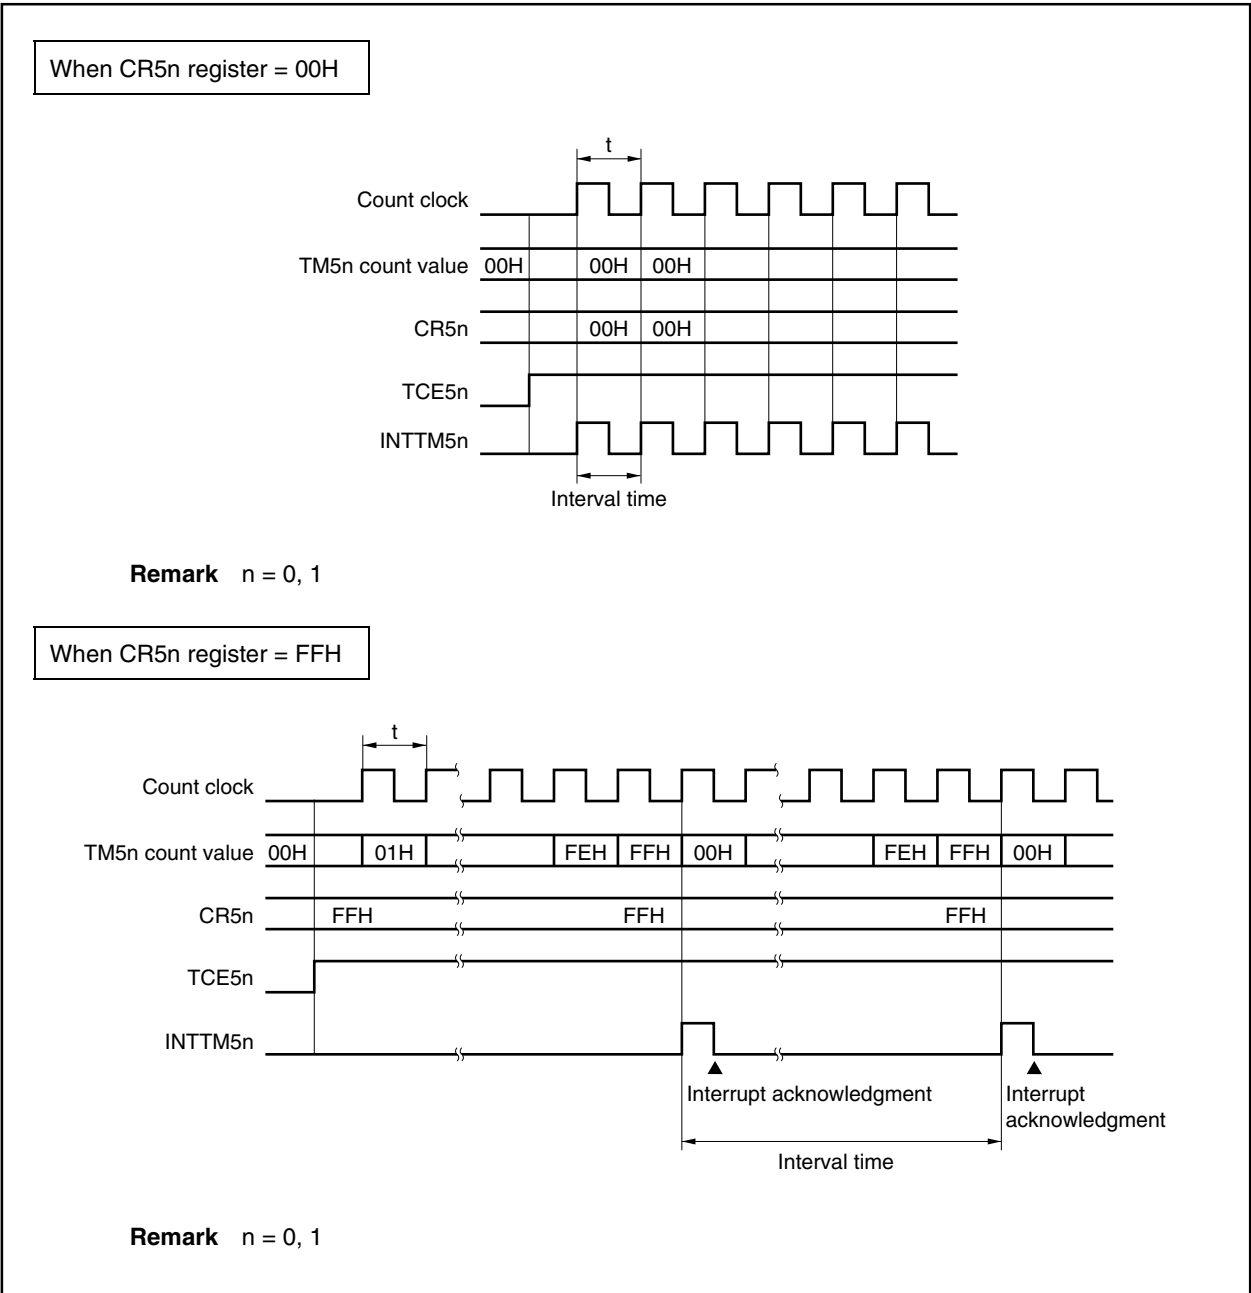 When CR5n register = 00H
t
Count clock
TM5n count value 00H 00H 00H
CR5n 00H 00H
TCE5n
INTTM5n
Interval time
Remark n = 0, 1
When CR5n register = FFH
t
Count clock
TM5n count value 00H 01H FEH FFH 00H FEH FFH 00H
CR5n FFH FFH FFH
TCE5n
INTTM5n
Interrupt acknowledgment Interrupt
acknowledgment
Interval time
Remark n = 0, 1